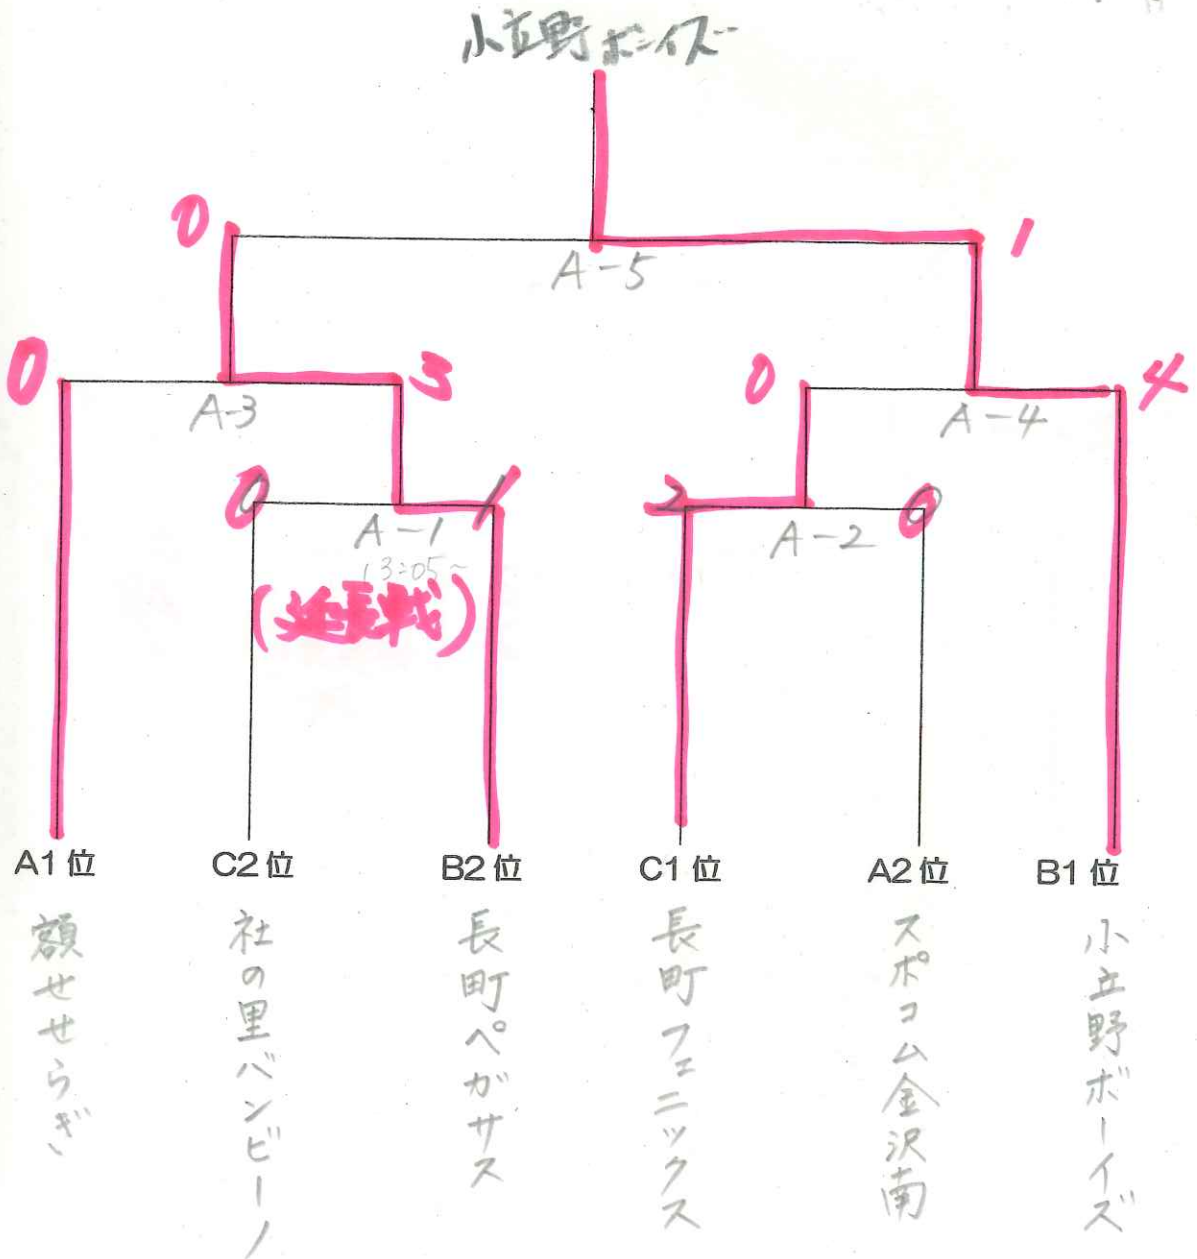 小立野ボーイズ
0
1
A-5
0
3
0
4
A-3
A-4
0
1
2
0
A-1
A-2
13:05~
(延長戦)
A1位
C2位
B2位
C1位
A2位
B1位
額せせらぎ
社の里バンビーノ
長町ペガサス
長町フェニックス
スポコム金沢南
小立野ボーイズ